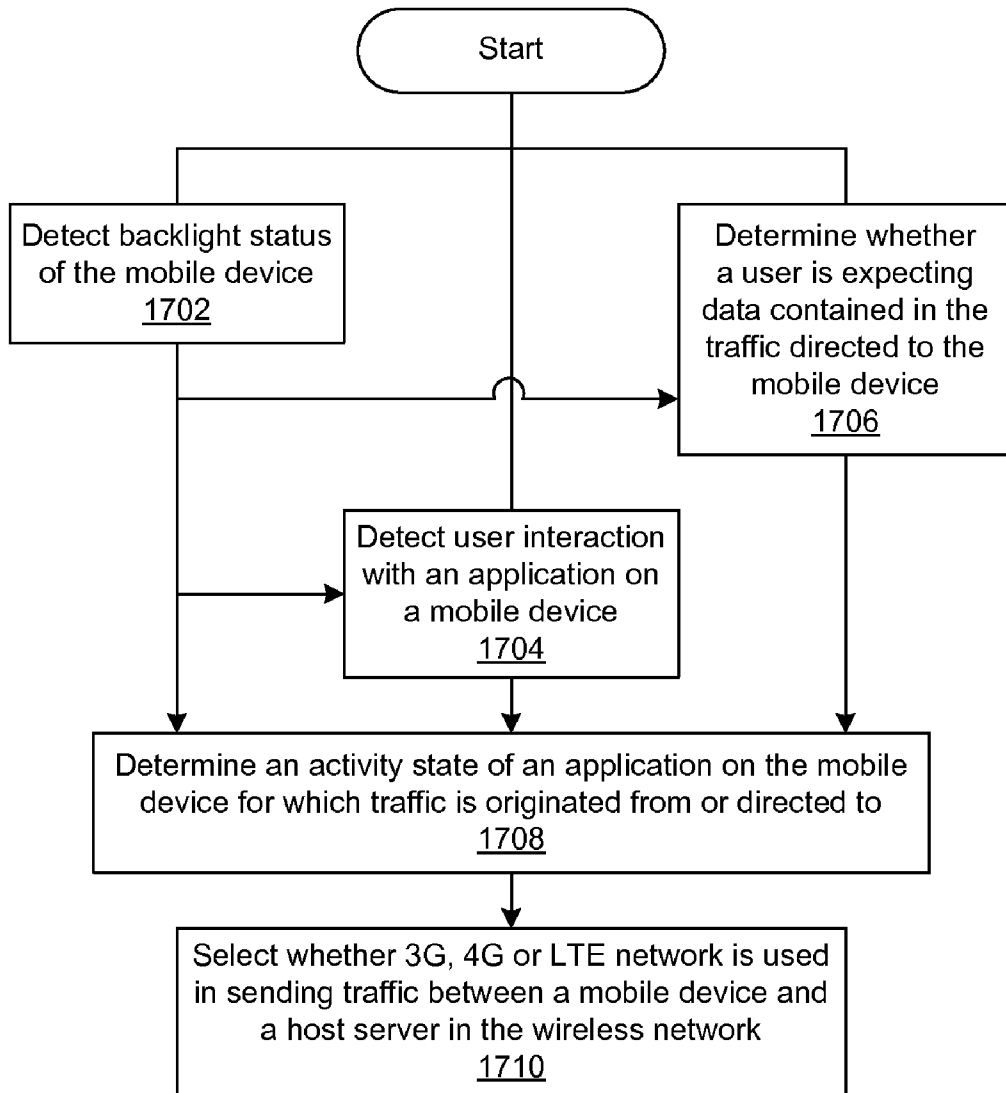 Start
Detect backlight status
of the mobile device
1702
Determine whether
a user is expecting
data contained in the
traffic directed to the
mobile device
1706
Detect user interaction
with an application on
a mobile device
1704
Determine an activity state of an application on the mobile
device for which traffic is originated from or directed to
1708
Select whether 3G, 4G or LTE network is used
in sending traffic between a mobile device and
a host server in the wireless network
1710